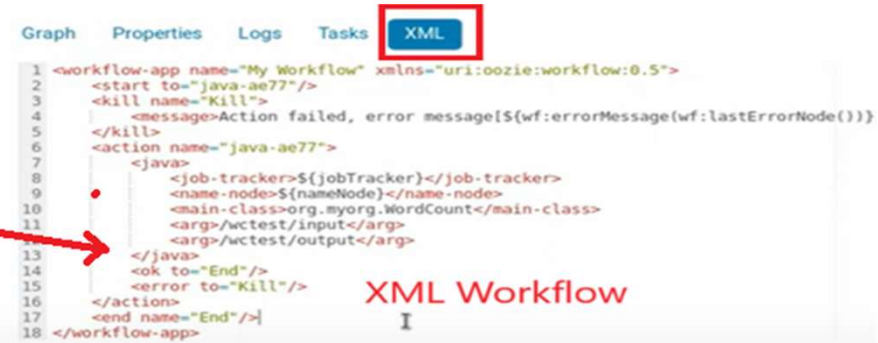 Graph Properties Logs Tasks XML
1 <workflow-app name="My Workflow" xmlns="uri:oozie:workflow:0.5">
2 <start to="java-ae77"/>
3 <kill name="Kill">
4 <message>Action failed, error message[${wf:errorMessage(wf:lastErrorNode())}
5 </kill>
6 <action name="java-ae77">
7 <java>
8 <job-tracker>${jobTracker}</job-tracker>
9 <name-node>${nameNode}</name-node>
10 <main-class>org.myorg.WordCount</main-class>
11 <arg>/wctest/input</arg>
<arg>/wctest/output</arg>
13 </java>
14 <ok to="End"/>
15 <error to="Kill"/>
16 </action>
17 <end name="End"/>
18 </workflow-app>
XML Workflow